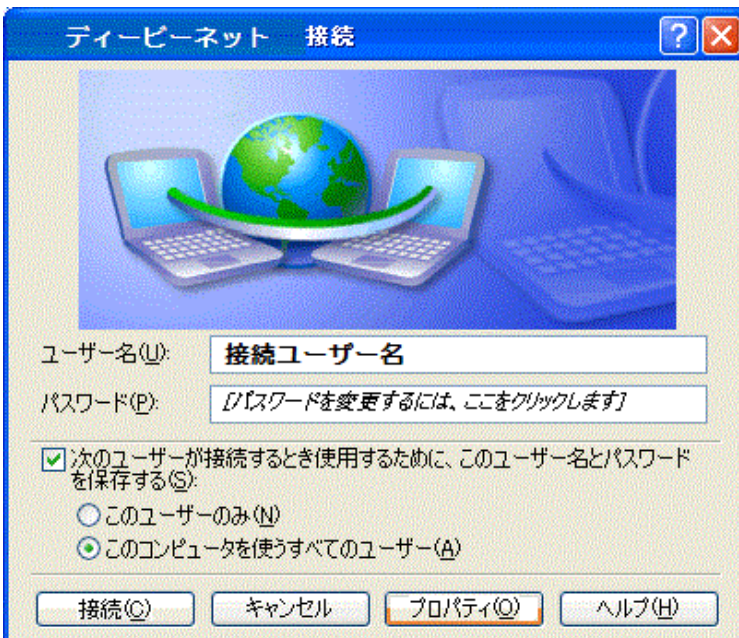 ディーピーネット 接続
ユーザー名(U):
接続ユーザー名
パスワード(P):
[パスワードを変更するには、ここをクリックします]
次のユーザーが接続するとき使用するために、このユーザー名とパスワード
を保存する(S):
このユーザーのみ(N)
このコンピュータを使うすべてのユーザー(A)
接続(C)
キャンセル
プロパティ(O)
ヘルプ(H)